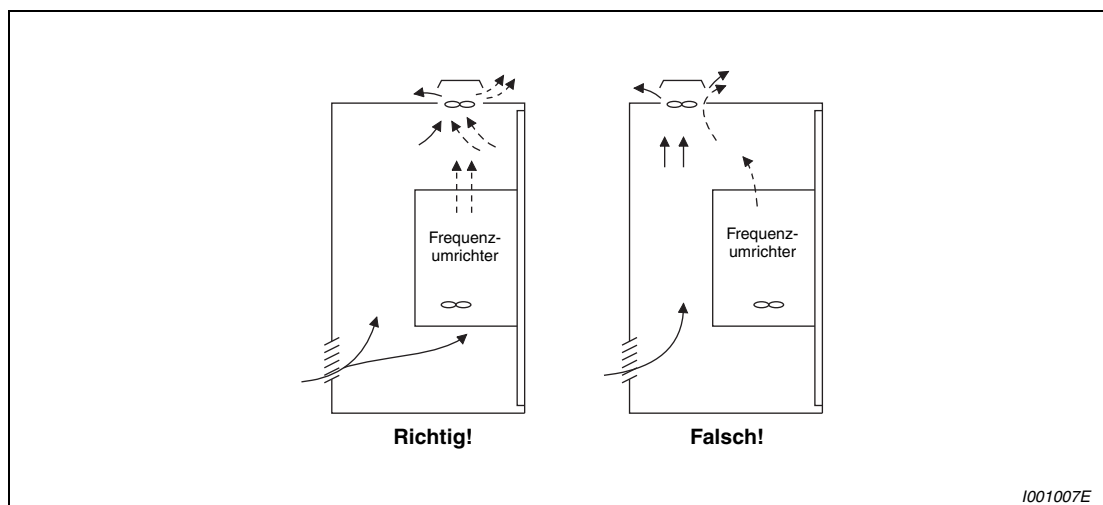 Frequenz-
umrichter
Frequenz-
umrichter
Richtig!
Falsch!
I001007E